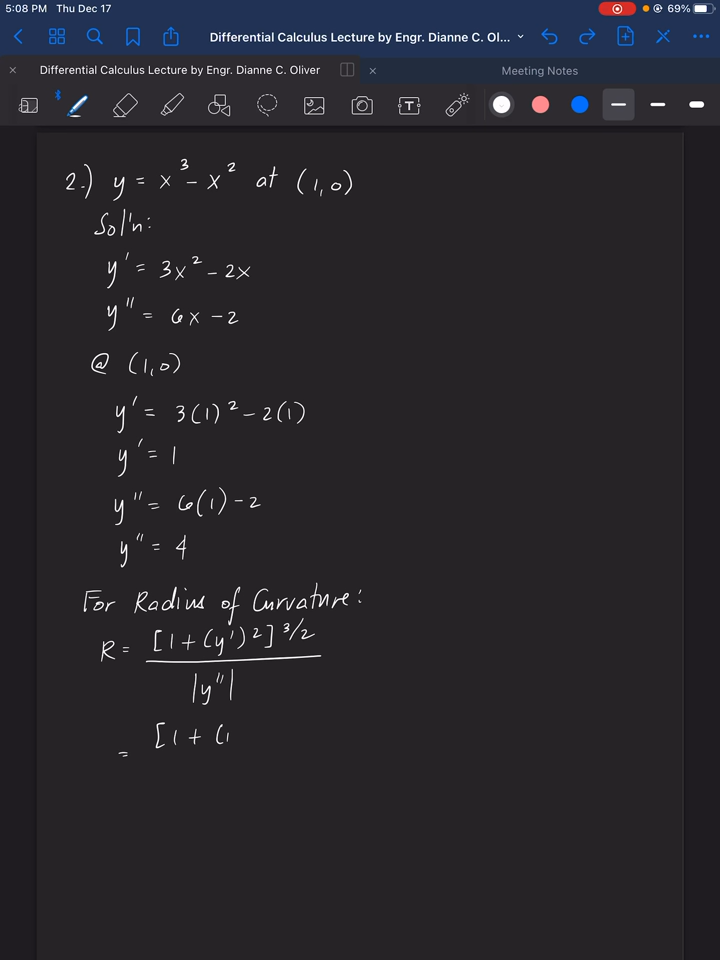 5:08 PM Thu Dec 17 69%
Differential Calculus Lecture by Engr. Dianne C. Ol...
Differential Calculus Lecture by Engr. Dianne C. Oliver
Meeting Notes
2.) y = x³ - x² at (1,0)
Sol'n:
y' = 3x² - 2x
y" = 6x - 2
@ (1,0)
y' = 3(1)² - 2(1)
y' = 1
y" = 6(1) - 2
y" = 4
For Radius of Curvature:
R = [1 + (y')²]^3/2
|y"|
= [1 + (1